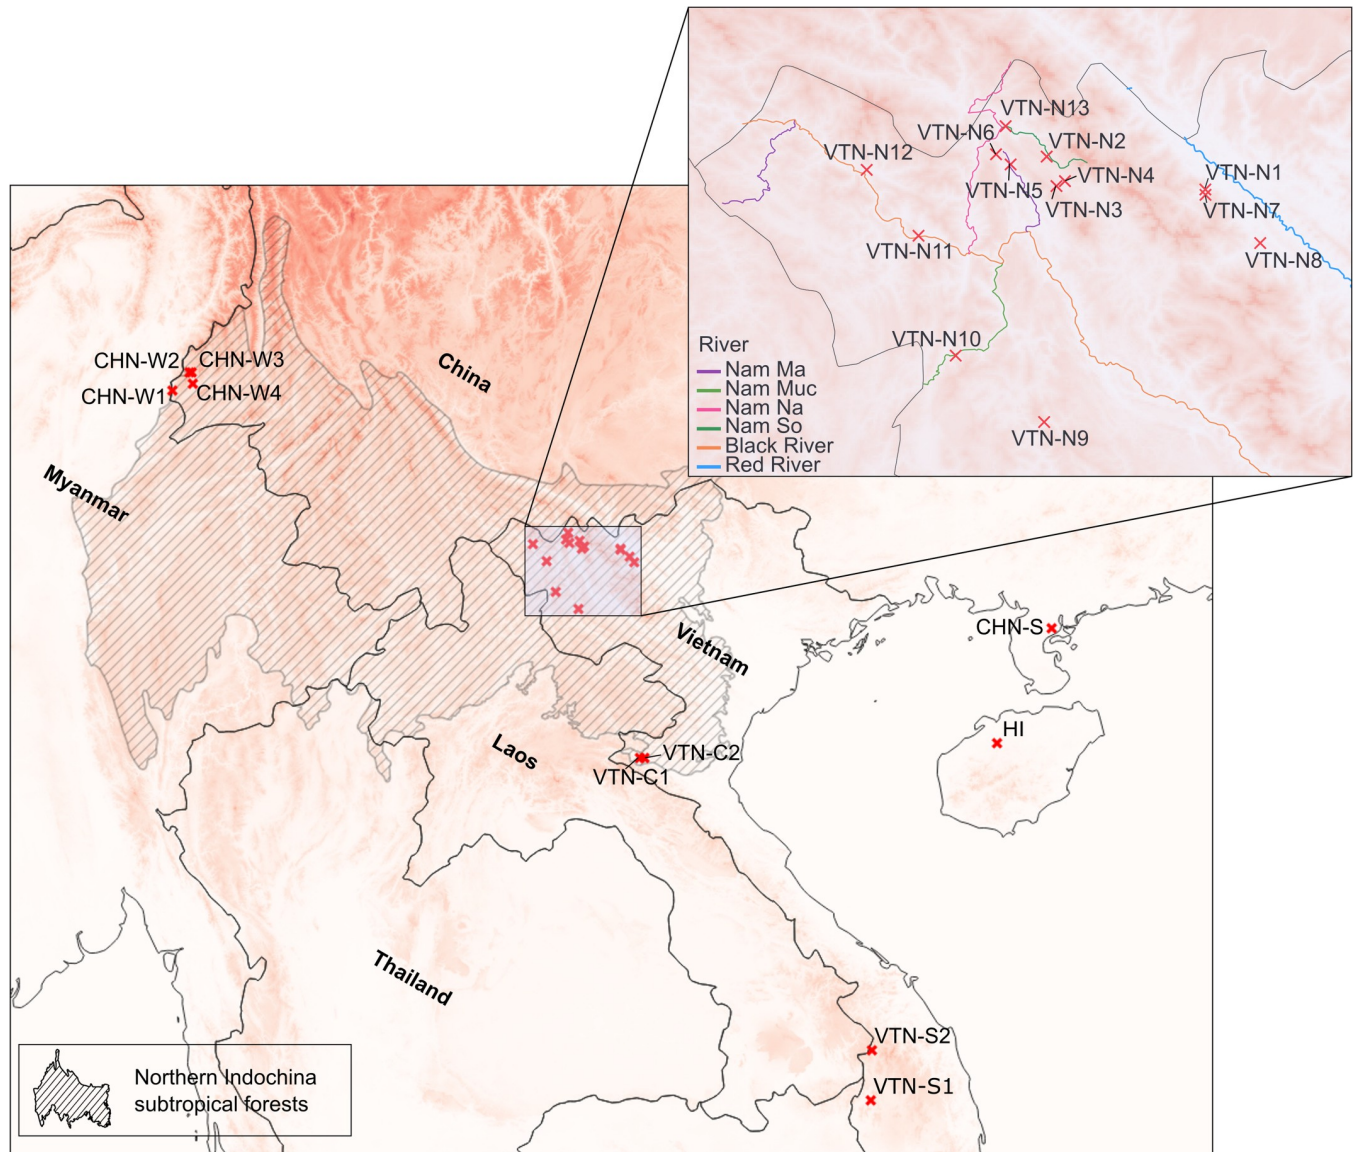 VTN-N13
VTN-N6
VTN-N2
VTN-N12
VTN-N5
VTN-N4
VTN-N3
VTN-N1
VTN-N7
VTN-N11
VTN-N8
VTN-N10
VTN-N9
River
Nam Ma
Nam Muc
Nam Na
Nam So
Black River
Red River
CHN-W2
CHN-W3
CHN-W1
CHN-W4
China
Myanmar
Vietnam
CHN-S
HI
Laos
VTN-C2
VTN-C1
Thailand
VTN-S2
VTN-S1
Northern Indochina
subtropical forests